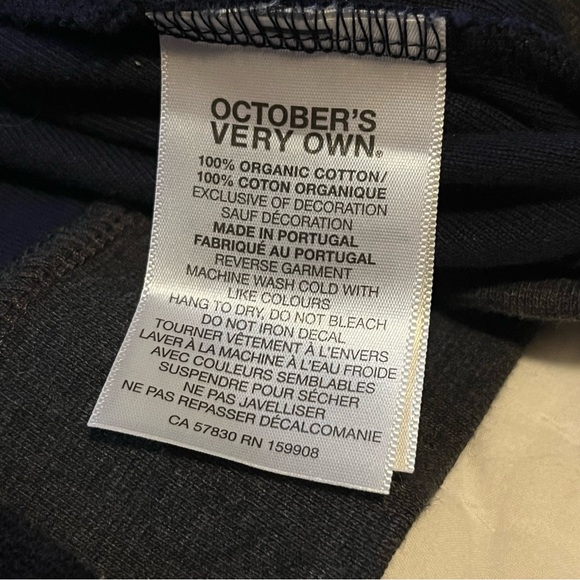 OCTOBER'S
VERY OWN®
100% ORGANIC COTTON/
100% COTON ORGANIQUE
EXCLUSIVE OF DECORATION
SAUF DÉCORATION
MADE IN PORTUGAL
FABRIQUÉ AU PORTUGAL
REVERSE GARMENT
MACHINE WASH COLD WITH
LIKE COLOURS
HANG TO DRY, DO NOT BLEACH
DO NOT IRON DECAL
TOURNER VÊTEMENT À L'ENVERS
LAVER À LA MACHINE À L'EAU FROIDE
AVEC COULEURS SEMBLABLES
SUSPENDRE POUR SÉCHER
NE PAS JAVELLISER
NE PAS REPASSER DÉCALCOMANIE
CA 57830 RN 159908